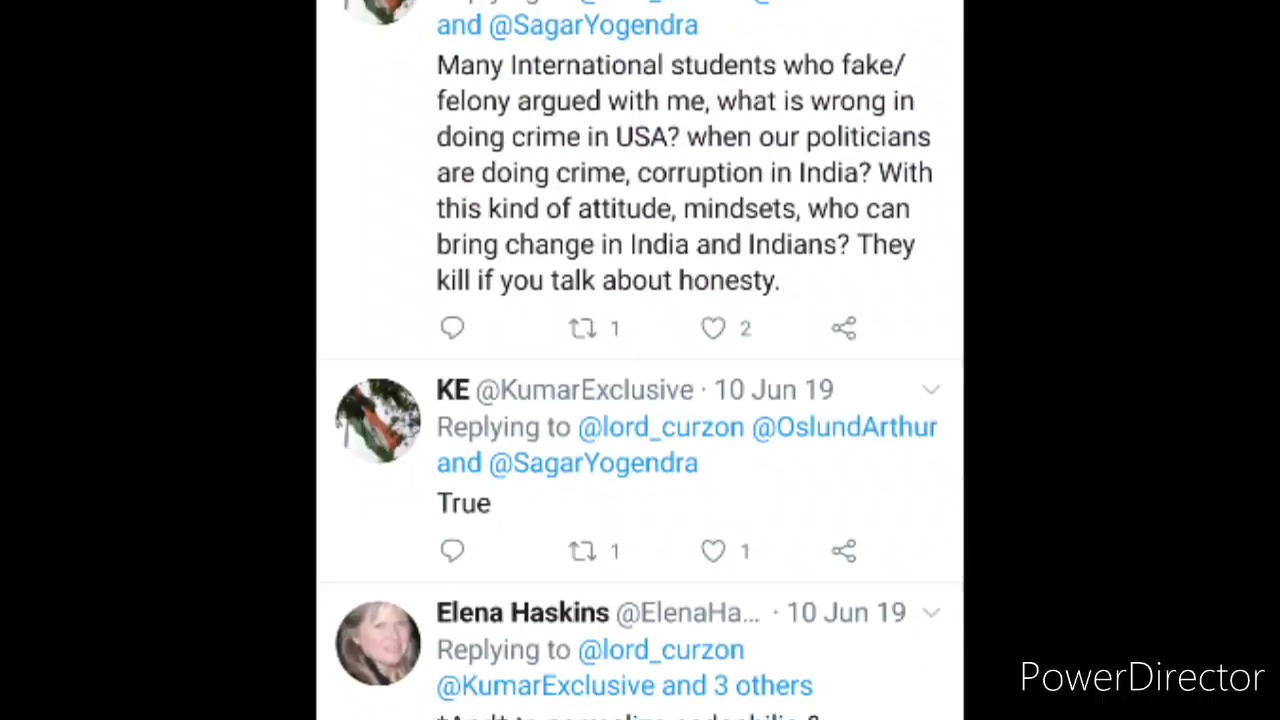 and @SagarYogendra
Many International students who fake/
felony argued with me, what is wrong in
doing crime in USA? when our politicians
are doing crime, corruption in India? With
this kind of attitude, mindsets, who can
bring change in India and Indians? They
kill if you talk about honesty.
1 2
KE @KumarExclusive · 10 Jun 19
Replying to @lord_curzon @OslundArthur
and @SagarYogendra
True
1 1
Elena Haskins @ElenaHa... · 10 Jun 19
Replying to @lord_curzon
@KumarExclusive and 3 others
PowerDirector